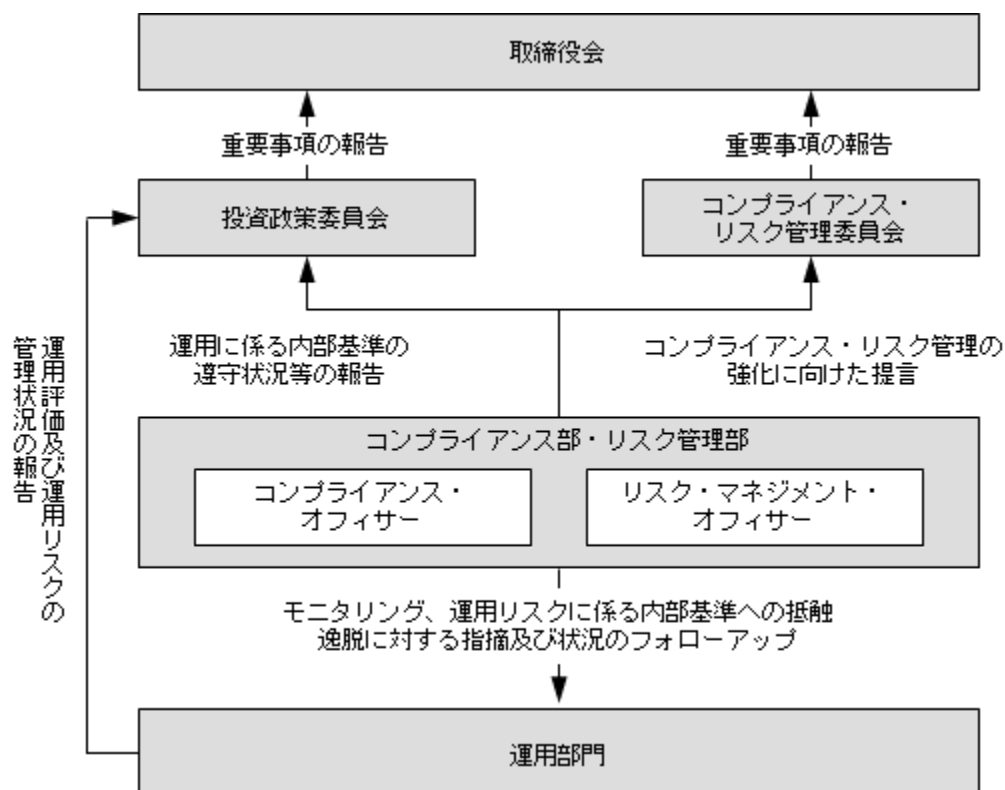 取締役会
重要事項の報告
重要事項の報告
投資政策委員会
コンプライアンス・
リスク管理委員会
運用に係る内部基準の
遵守状況等の報告
コンプライアンス・リスク管理の
強化に向けた提言
運用評価及び運用リスクの
管理状況の報告
コンプライアンス部・リスク管理部
コンプライアンス・
オフィサー
リスク・マネジメント・
オフィサー
モニタリング、運用リスクに係る内部基準への抵触
逸脱に対する指摘及び状況のフォローアップ
運用部門